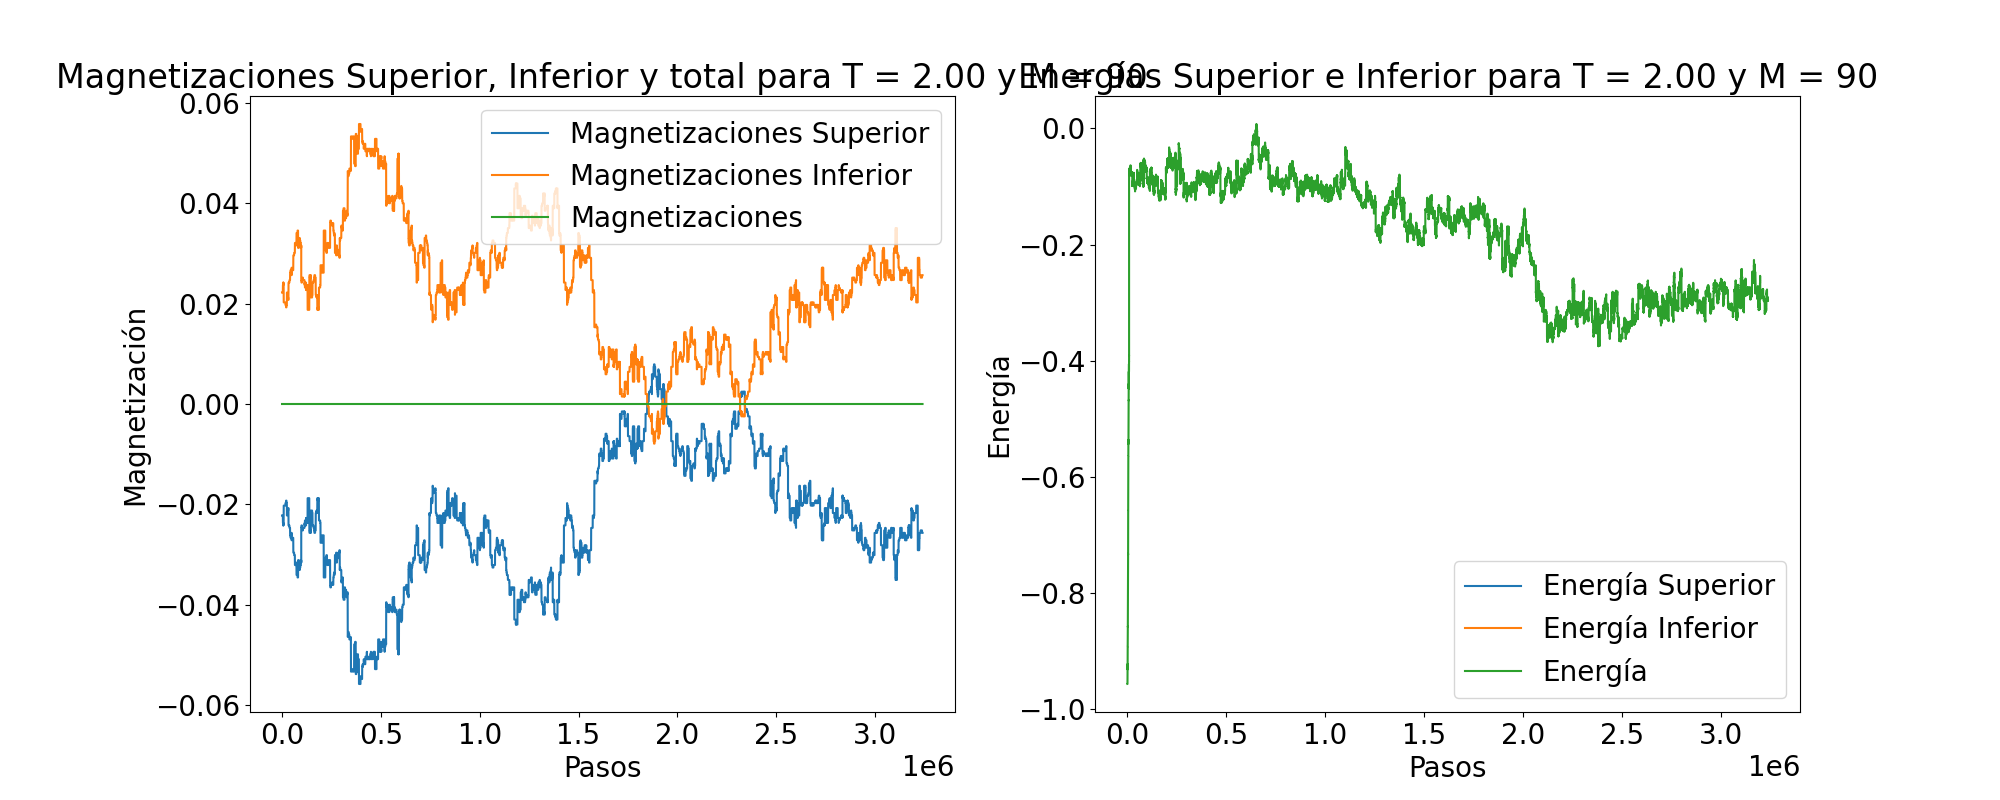 Magnetizaciones Superior, Inferior y total para T = 2.00 y M = 90
Energías Superior e Inferior para T = 2.00 y M = 90
Magnetizaciones Superior
Magnetizaciones Inferior
Magnetizaciones
0.06
0.04
0.02
0.00
−0.02
−0.04
−0.06
Magnetización
0.0
0.5
1.0
1.5
2.0
2.5
3.0
1e6
Pasos
0.0
−0.2
−0.4
−0.6
−0.8
−1.0
Energía
Energía Superior
Energía Inferior
Energía
0.0
0.5
1.0
1.5
2.0
2.5
3.0
1e6
Pasos